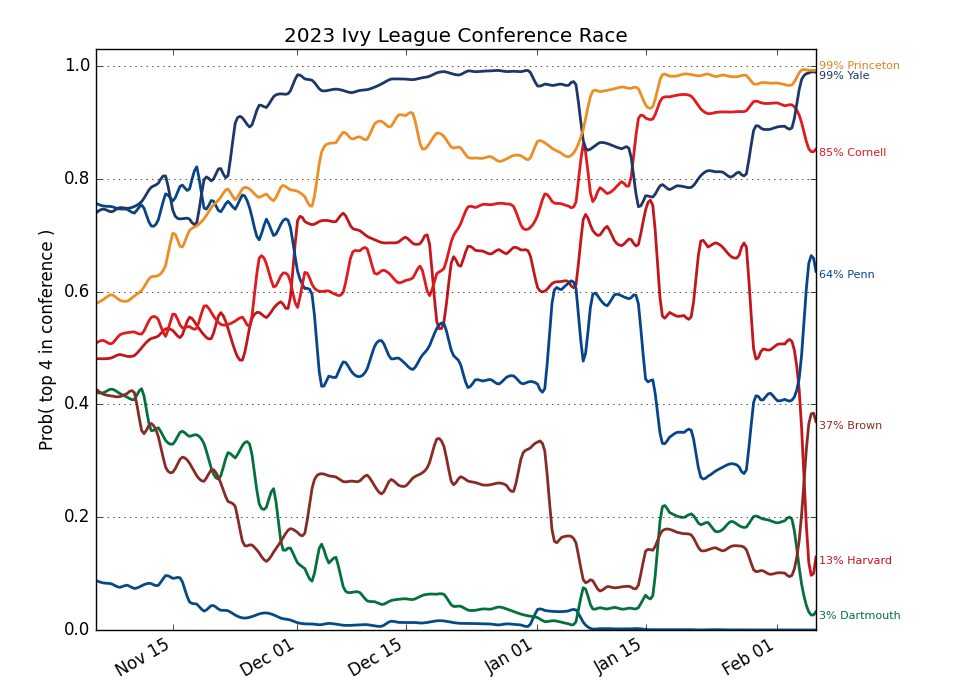 2023 Ivy League Conference Race
Prob( top 4 in conference )
1.0
0.8
0.6
0.4
0.2
0.0
Nov 15
Dec 01
Dec 15
Jan 01
Jan 15
Feb 01
99% Princeton
99% Yale
85% Cornell
64% Penn
37% Brown
13% Harvard
3% Dartmouth